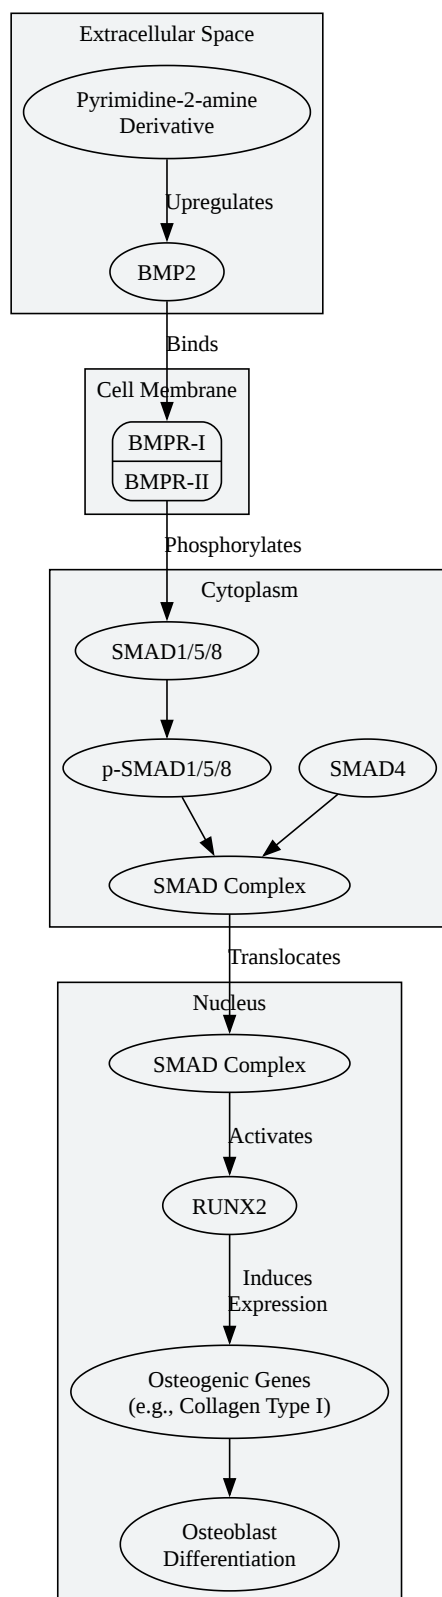 Extracellular Space
Pyrimidine-2-amine
Derivative
Upregulates
BMP2
Binds
Cell Membrane
BMPR-I
BMPR-II
Phosphorylates
Cytoplasm
SMAD1/5/8
p-SMAD1/5/8
SMAD4
SMAD Complex
Translocates
Nucleus
SMAD Complex
Activates
RUNX2
Induces
Expression
Osteogenic Genes
(e.g., Collagen Type I)
Osteoblast
Differentiation